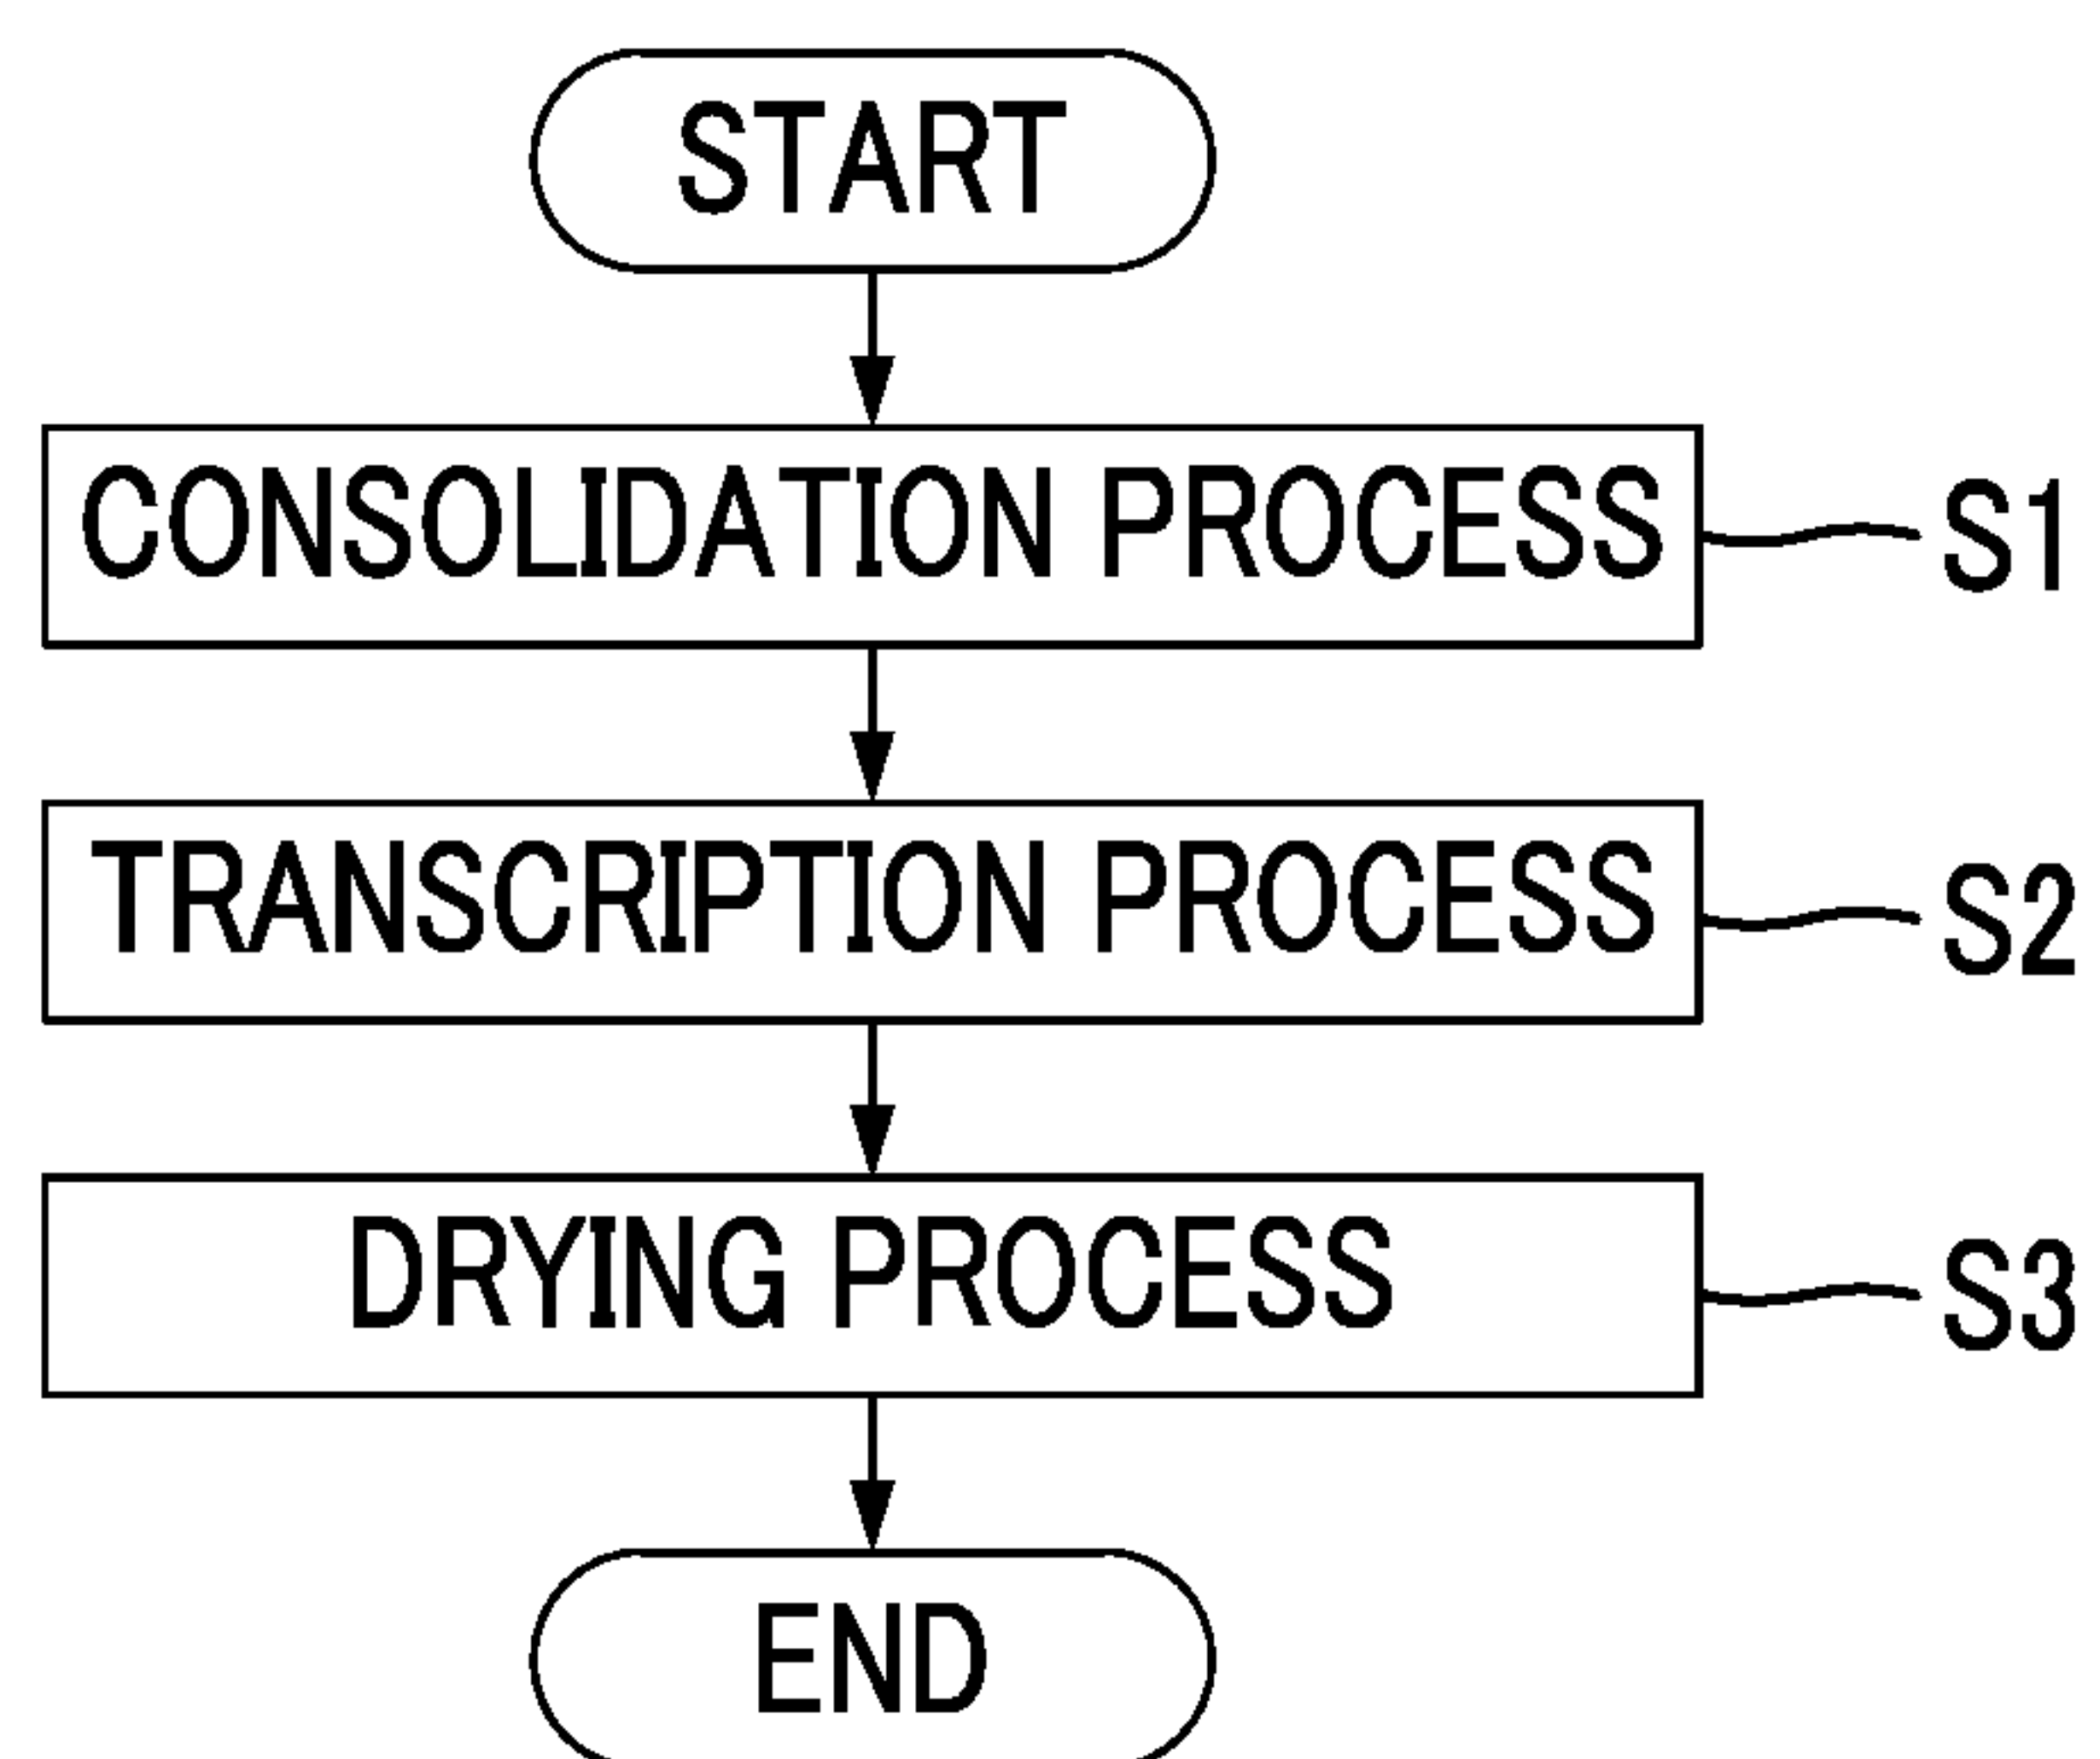 START
CONSOLIDATION PROCESS S1
TRANSCRIPTION PROCESS S2
DRYING PROCESS S3
END